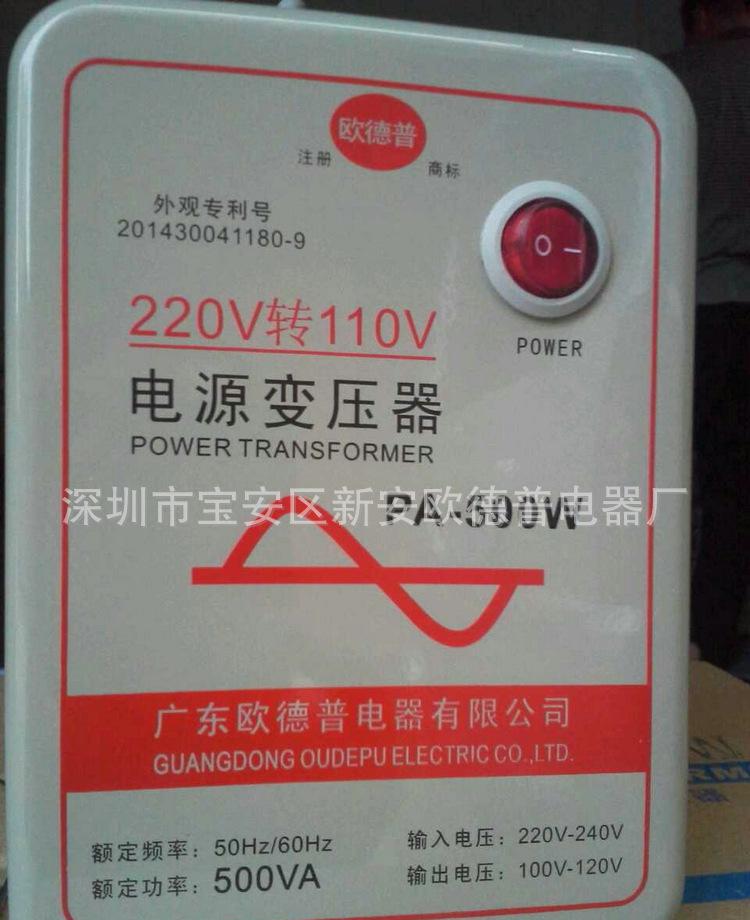 欧德普
注册 商标
外观专利号
201430041180-9
POWER
220V转110V
电源变压器
POWER TRANSFORMER
深圳市宝安区新安欧德普电器厂
广东欧德普电器有限公司
GUANGDONG OUDEPU ELECTRIC CO.,LTD.
额定频率：50Hz/60Hz
额定功率：500VA
输入电压：220V-240V
输出电压：100V-120V